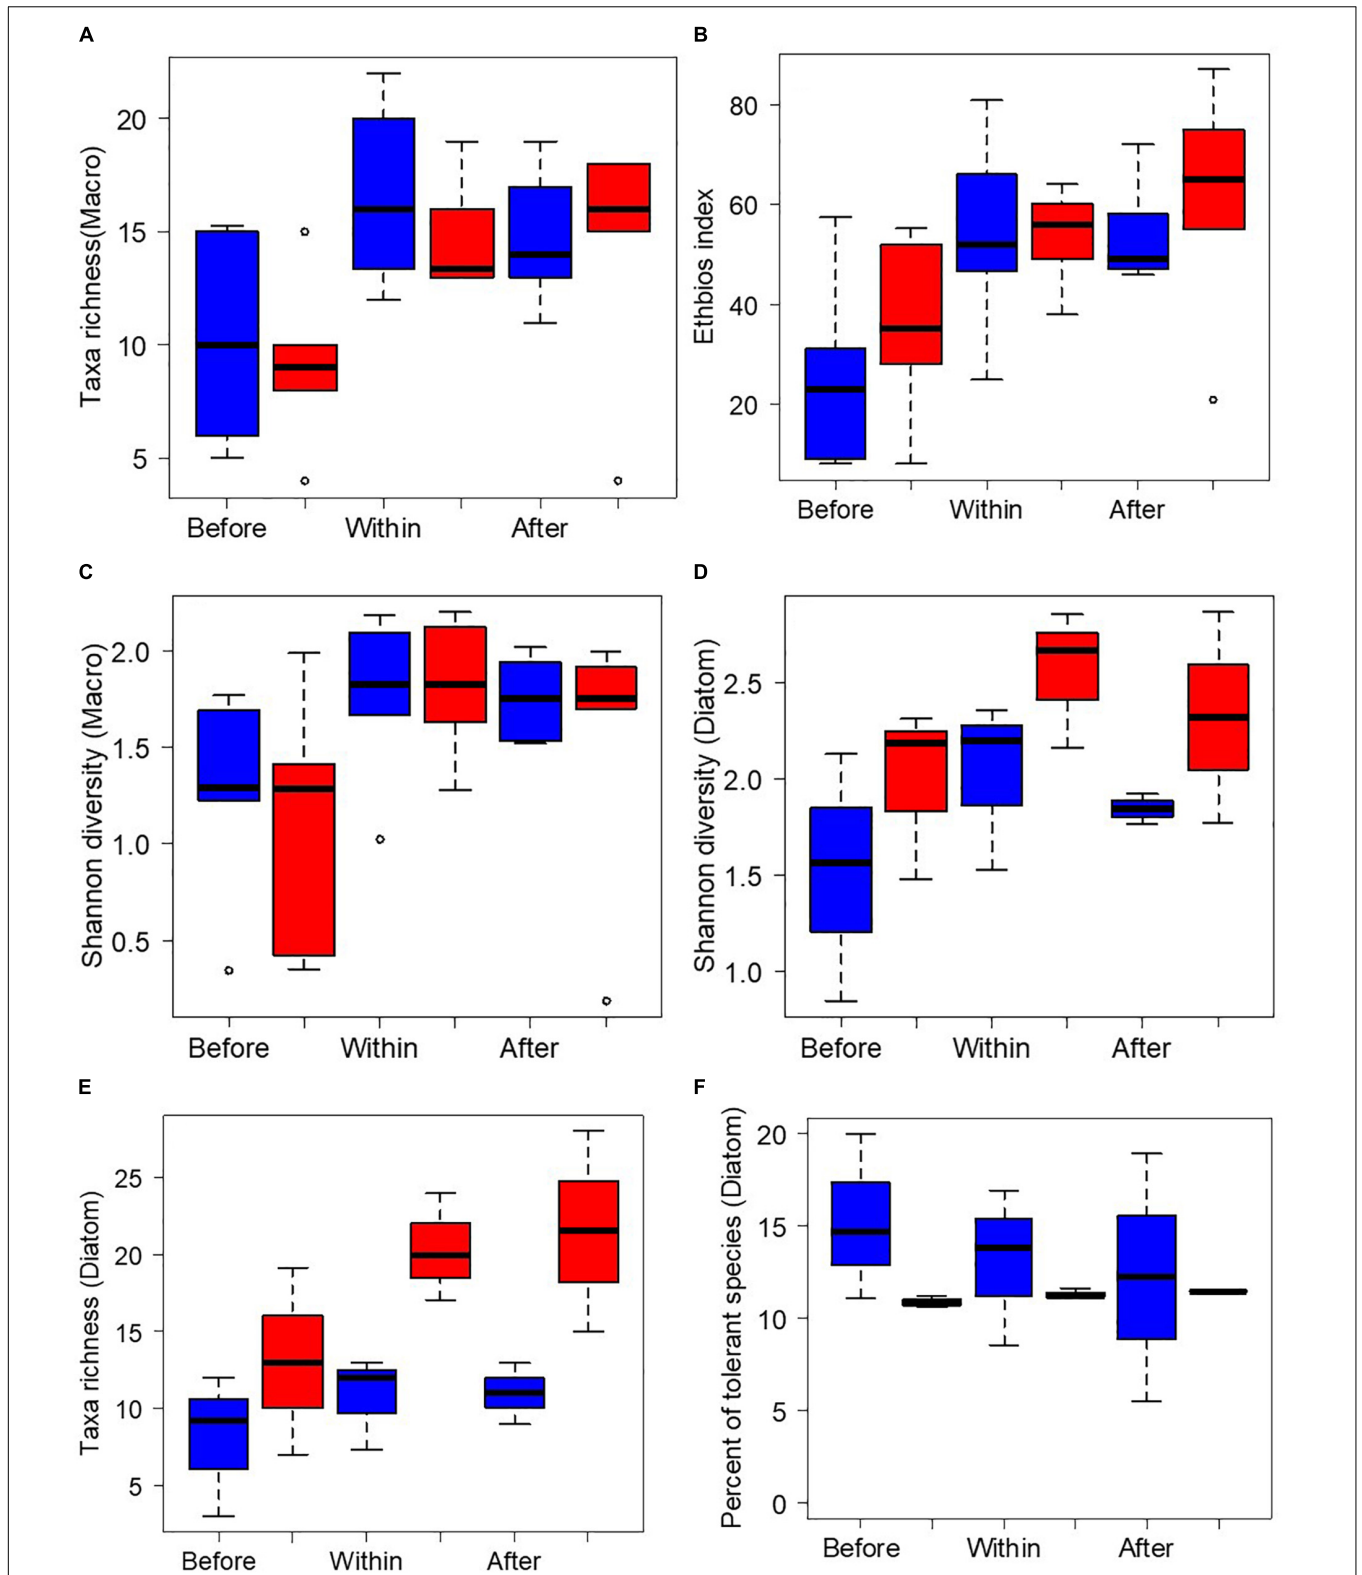 A
Taxa richness(Macro)
20
15
10
5
Before Within After
B
Ethbios index
80
60
40
20
Before Within After
C
Shannon diversity (Macro)
2.0
1.5
1.0
0.5
Before Within After
D
Shannon diversity (Diatom)
2.5
2.0
1.5
1.0
Before Within After
E
Taxa richness (Diatom)
25
20
15
10
5
Before Within After
F
Percent of tolerant species (Diatom)
20
15
10
5
0
Before Within After